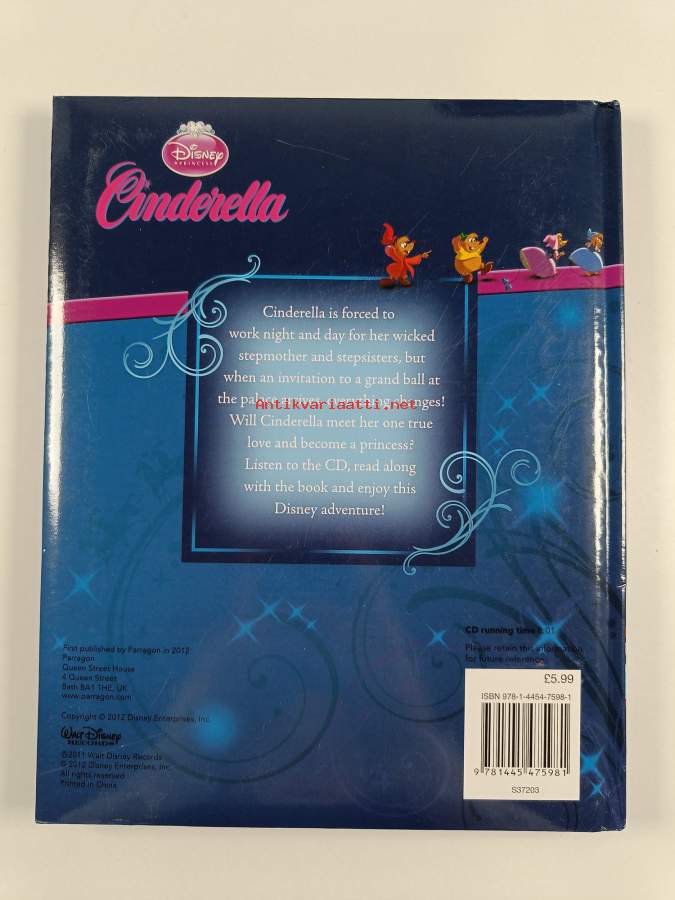 Disney
PRINCESS
Cinderella
Cinderella is forced to
work night and day for her wicked
stepmother and stepsisters, but
when an invitation to a grand ball at
the palace arrives, everything changes!
Antikvariaatti.net
Will Cinderella meet her one true
love and become a princess?
Listen to the CD, read along
with the book and enjoy this
Disney adventure!
First published by Parragon in 2012
Parragon
Queen Street House
4 Queen Street
Bath BA1 1HE, UK
www.parragon.com
Copyright © 2012 Disney Enterprises, Inc.
WALT DISNEY
RECORDS
℗2011 Walt Disney Records
© 2012 Disney Enterprises, Inc.
All rights reserved
Printed in China
CD running time
Please retain this information
for future reference.
£5.99
ISBN 978-1-4454-7598-1
9 781445 475981
S37203